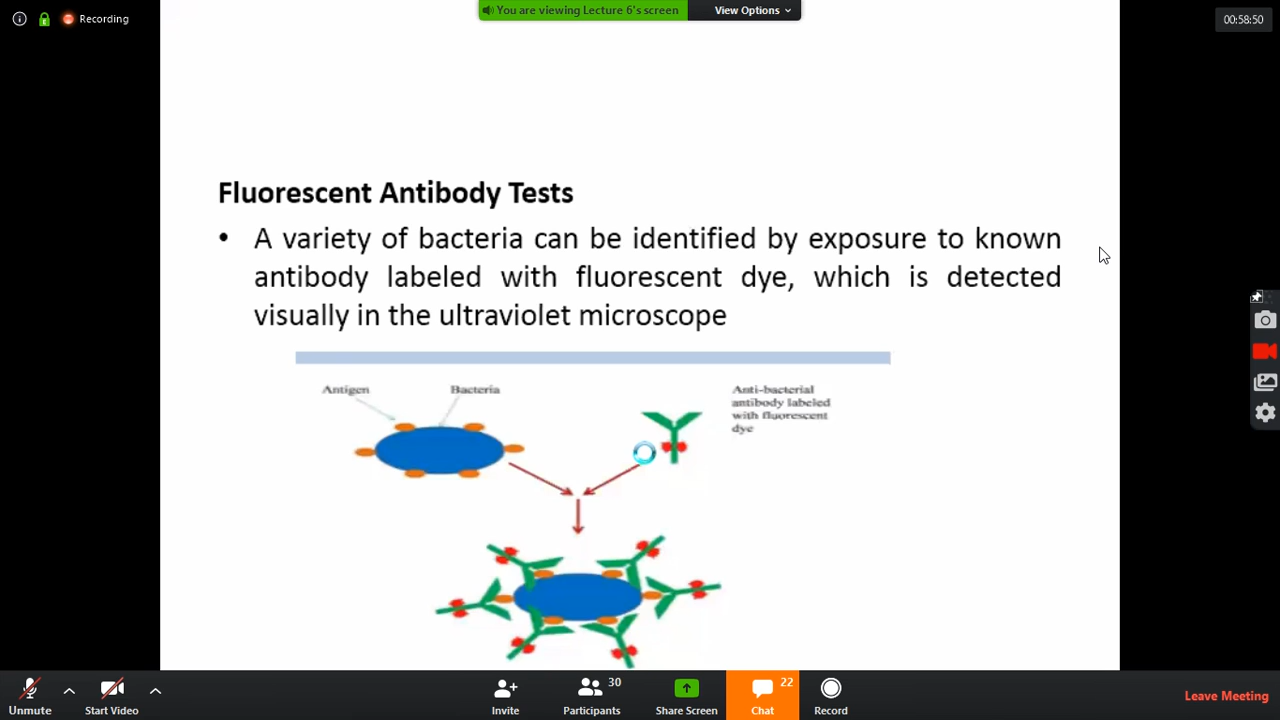 Recording
You are viewing Lecture 6's screen
View Options
00:58:50
Fluorescent Antibody Tests
• A variety of bacteria can be identified by exposure to known
antibody labeled with fluorescent dye, which is detected
visually in the ultraviolet microscope
Antigen
Bacteria
Anti-bacterial
antibody labeled
with fluorescent
dye
Unmute
Start Video
Invite
30
Participants
Share Screen
22
Chat
Record
Leave Meeting